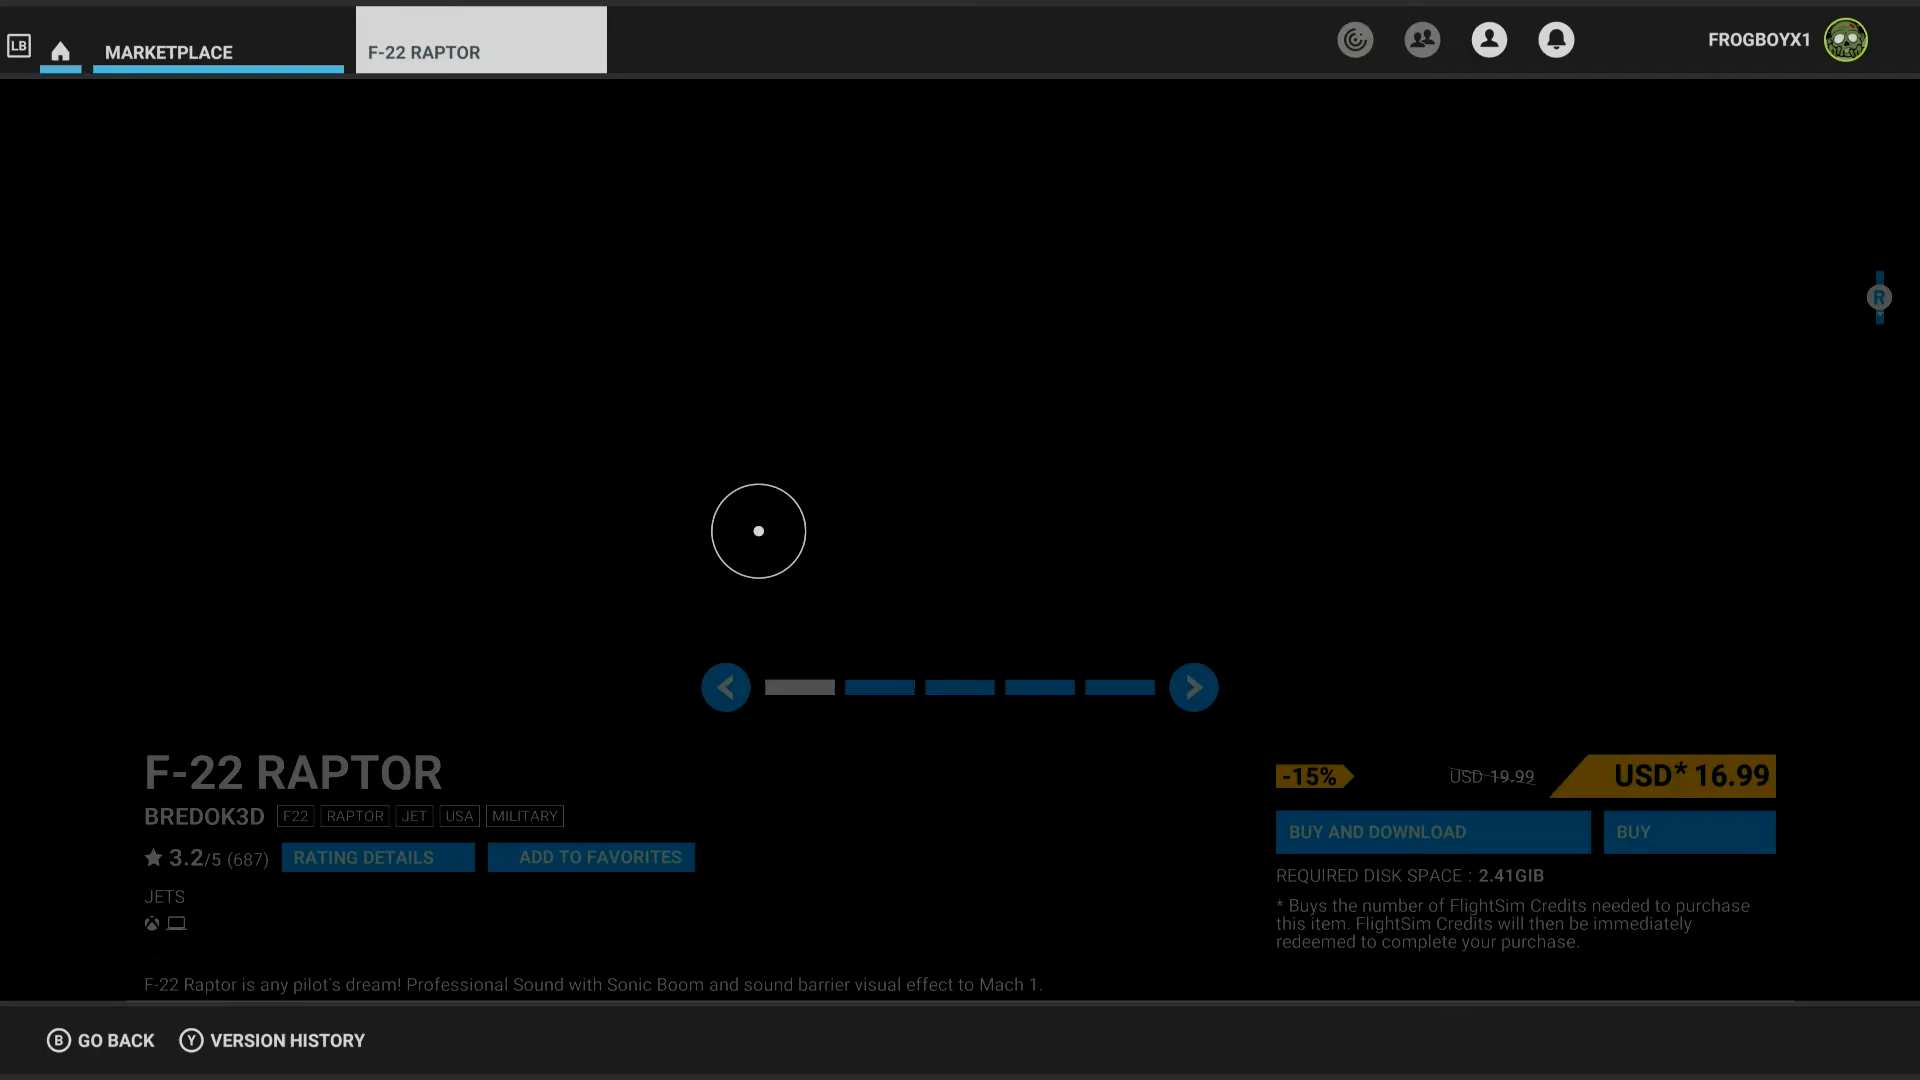 LB
MARKETPLACE
F-22 RAPTOR
FROGBOYX1
R
F-22 RAPTOR
BREDOK3D F22 RAPTOR JET USA MILITARY
3.2/5 (687) RATING DETAILS ADD TO FAVORITES
JETS
F-22 Raptor is any pilot's dream! Professional Sound with Sonic Boom and sound barrier visual effect to Mach 1.
-15% USD 19.99 USD* 16.99
BUY AND DOWNLOAD BUY
REQUIRED DISK SPACE : 2.41GIB
* Buys the number of FlightSim Credits needed to purchase
this item. FlightSim Credits will then be immediately
redeemed to complete your purchase.
B GO BACK Y VERSION HISTORY